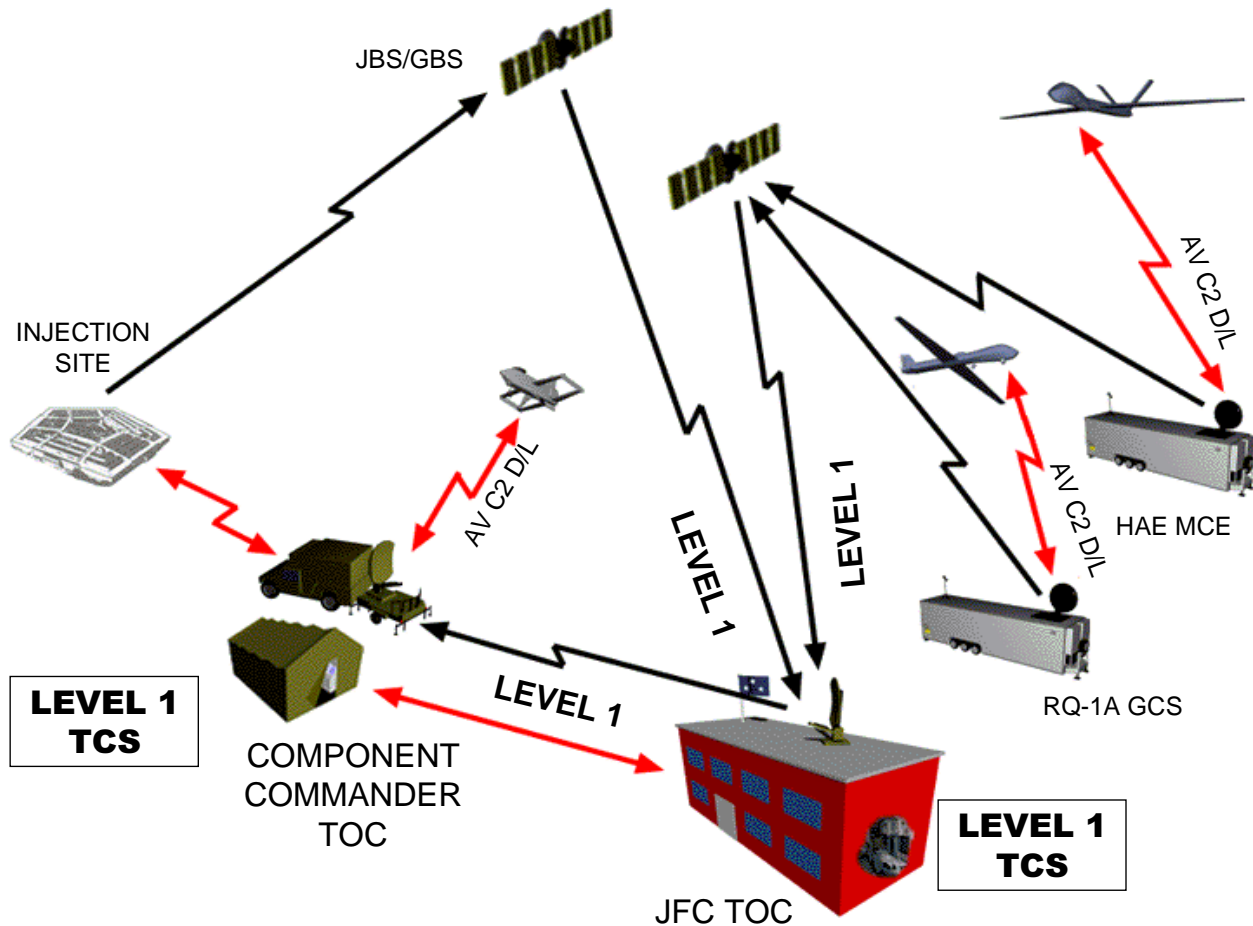 JBS/GBS
AV C2 D/L
INJECTION
SITE
AV C2 D/L
LEVEL 1
LEVEL 1
AV C2 D/L
HAE MCE
LEVEL 1
RQ-1A GCS
LEVEL 1
TCS
COMPONENT
COMMANDER
TOC
LEVEL 1
TCS
JFC TOC